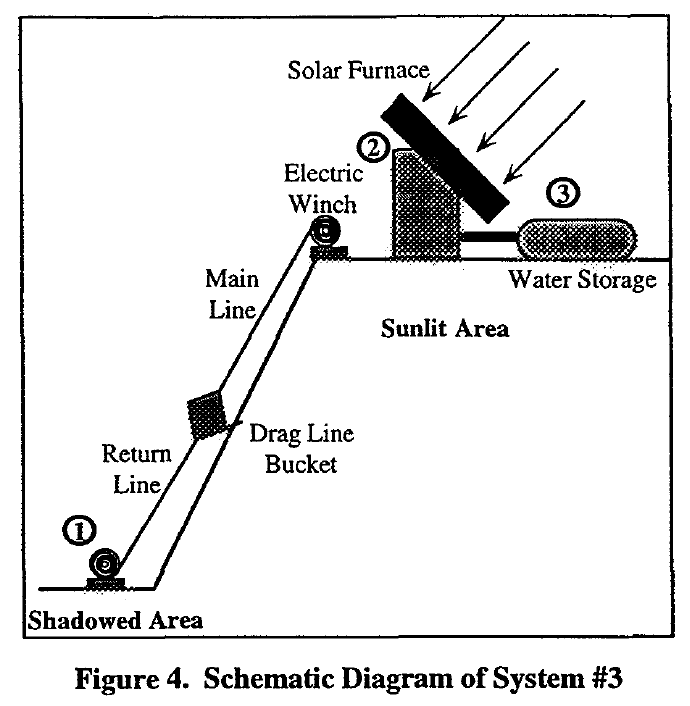 Solar Furnace
②
Electric
Winch
③
Main
Line
Water Storage
Sunlit Area
Drag Line
Bucket
Return
Line
①
Shadowed Area
Figure 4. Schematic Diagram of System #3